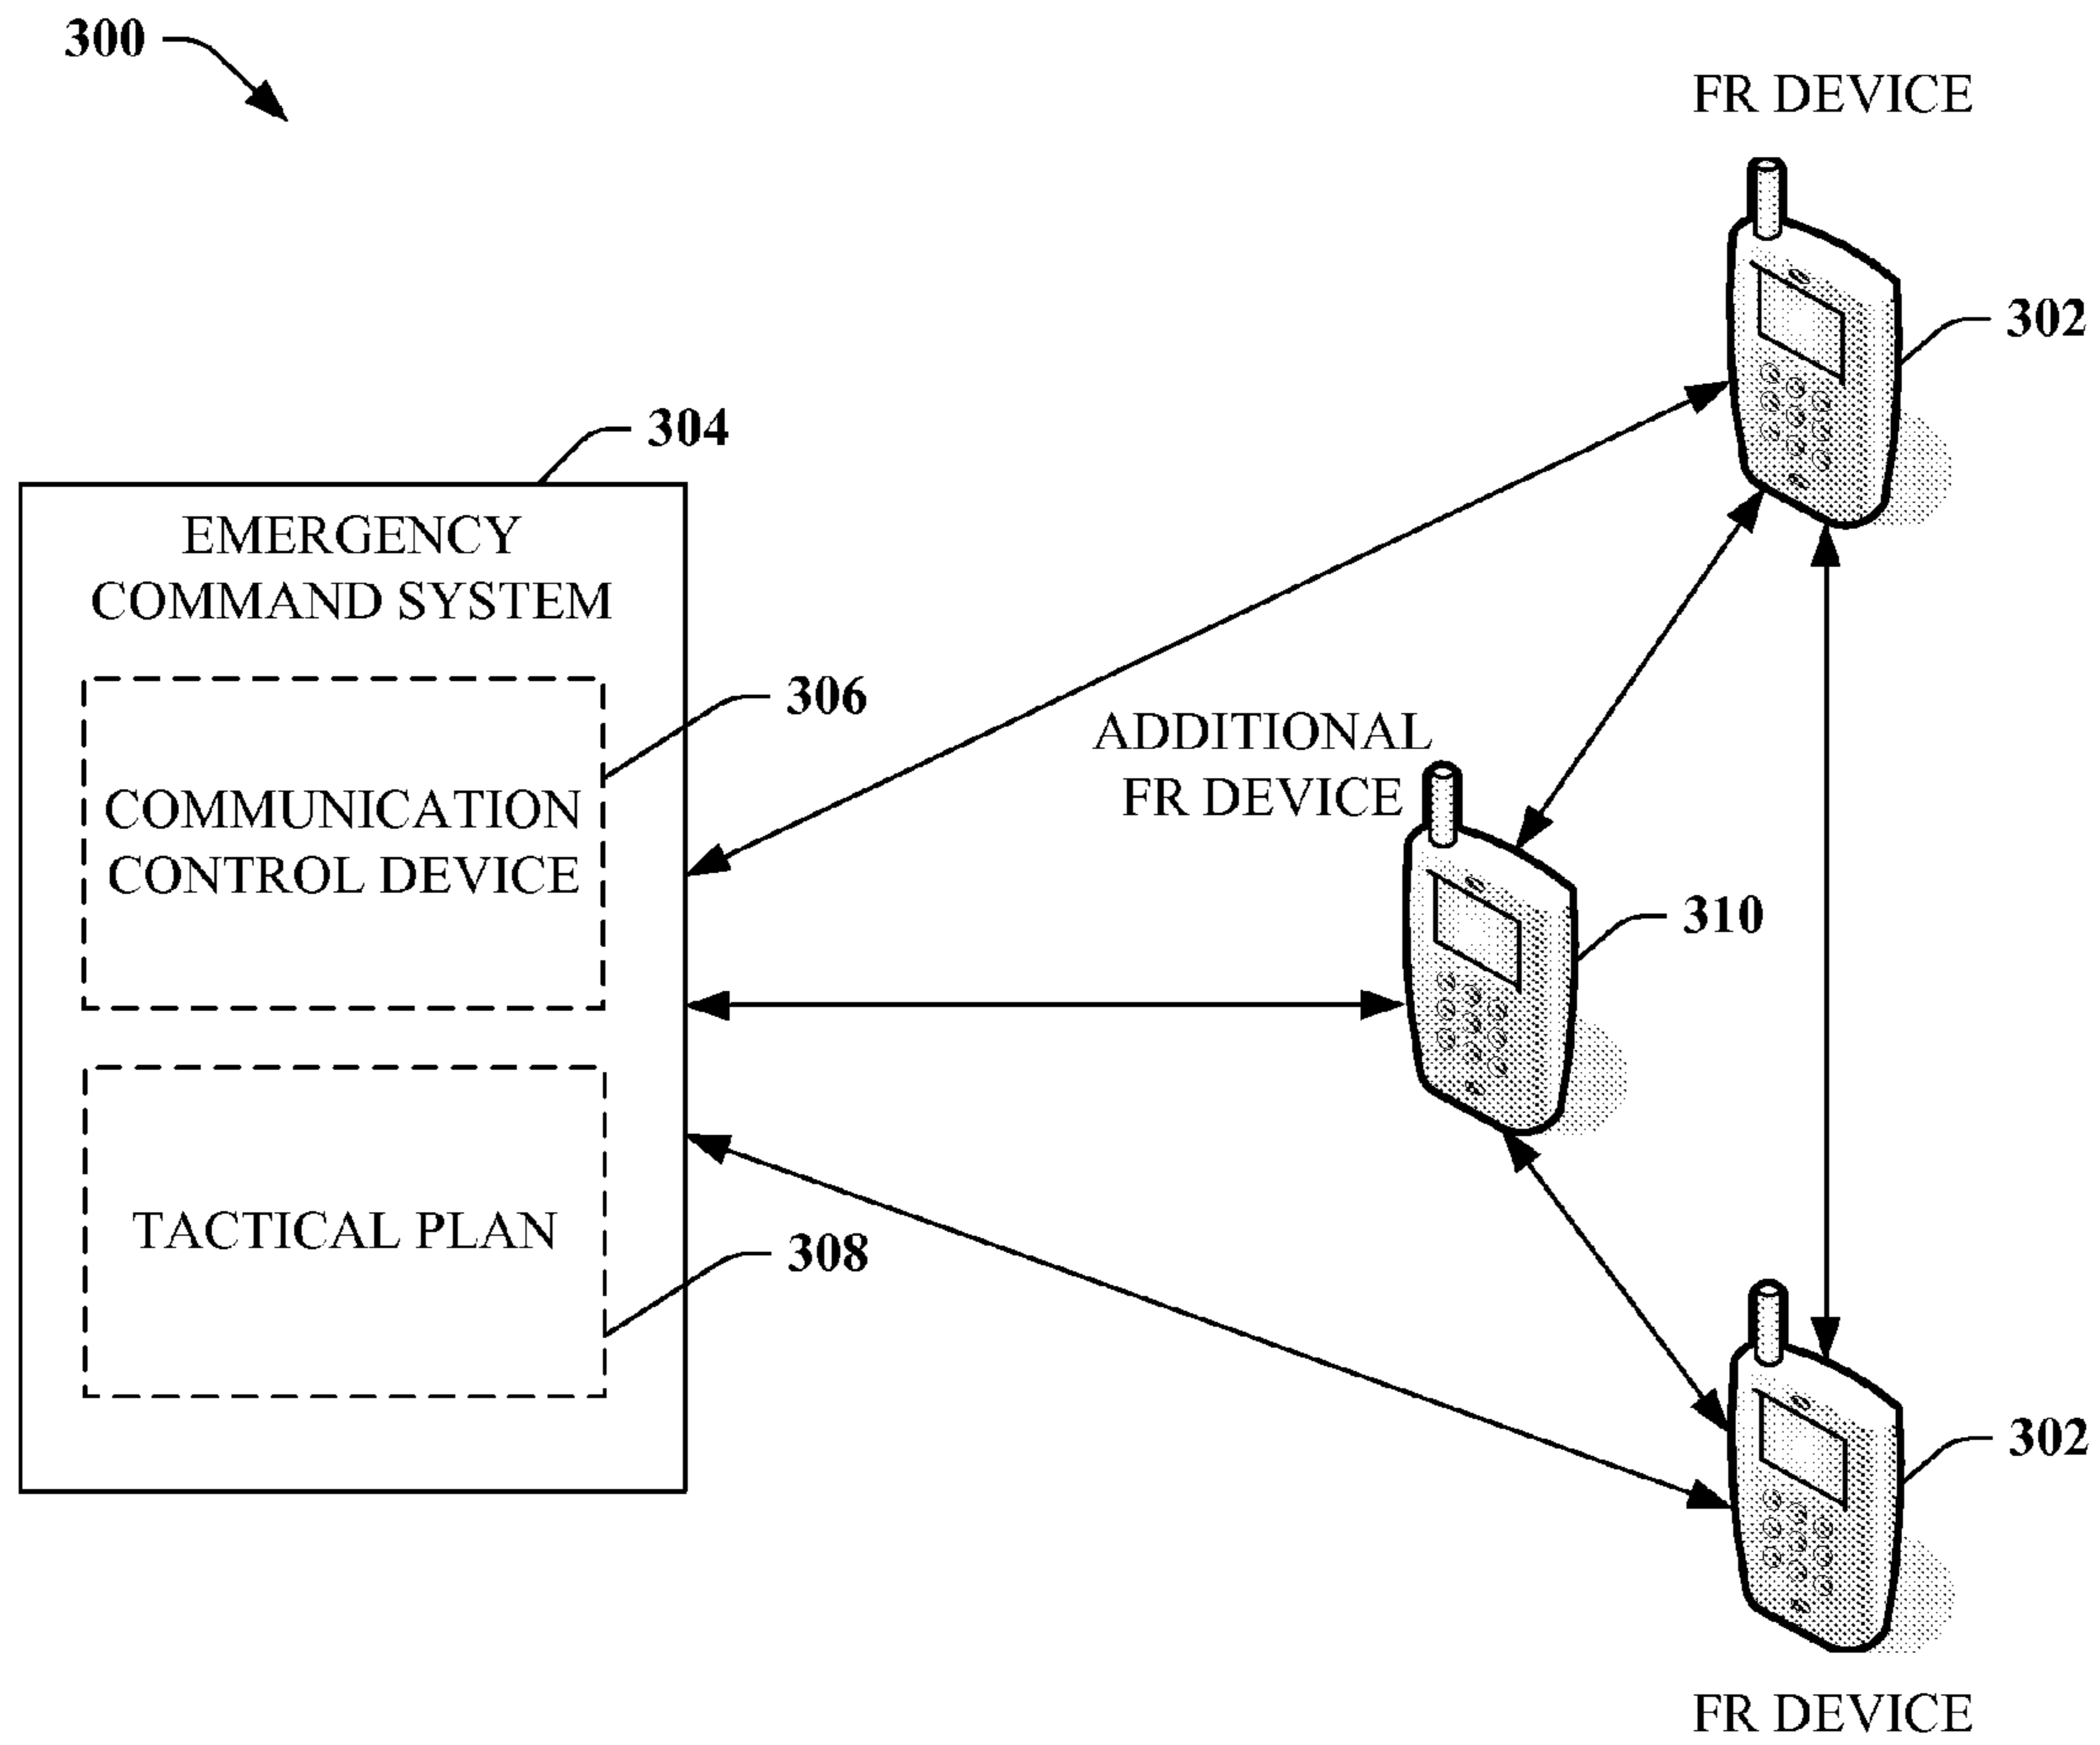 300
FR DEVICE
302
304
EMERGENCY
COMMAND SYSTEM
306
COMMUNICATION
CONTROL DEVICE
ADDITIONAL
FR DEVICE
310
TACTICAL PLAN
308
302
FR DEVICE